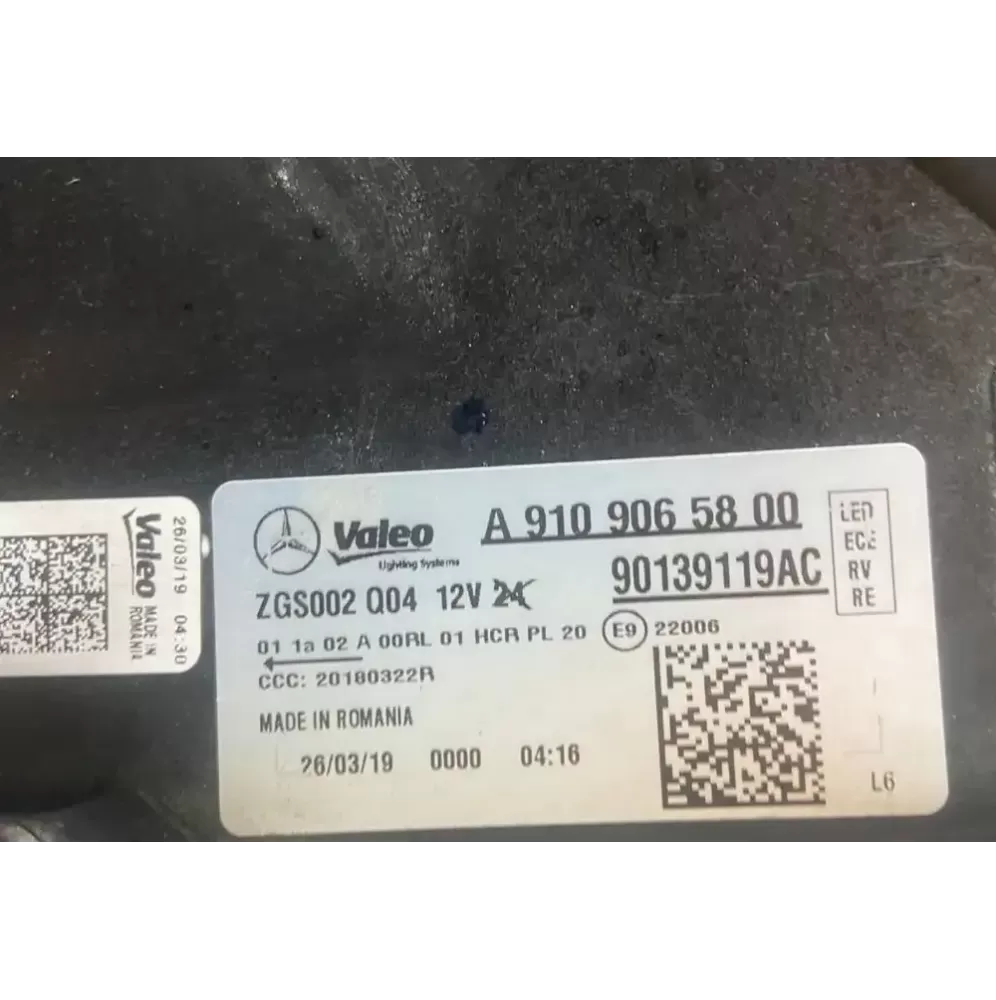 Valeo
MADE IN
ROMANIA
26/03/19 04:30
Valeo
Lighting Systems
A 910 906 58 00
90139119AC
ZGS002 Q04 12V 24
01 1a 02 A 00RL 01 HCR PL 20 E9 22006
CCC: 20180322R
MADE IN ROMANIA
26/03/19 0000 04:16
LED
ECE
RV
RE
L6